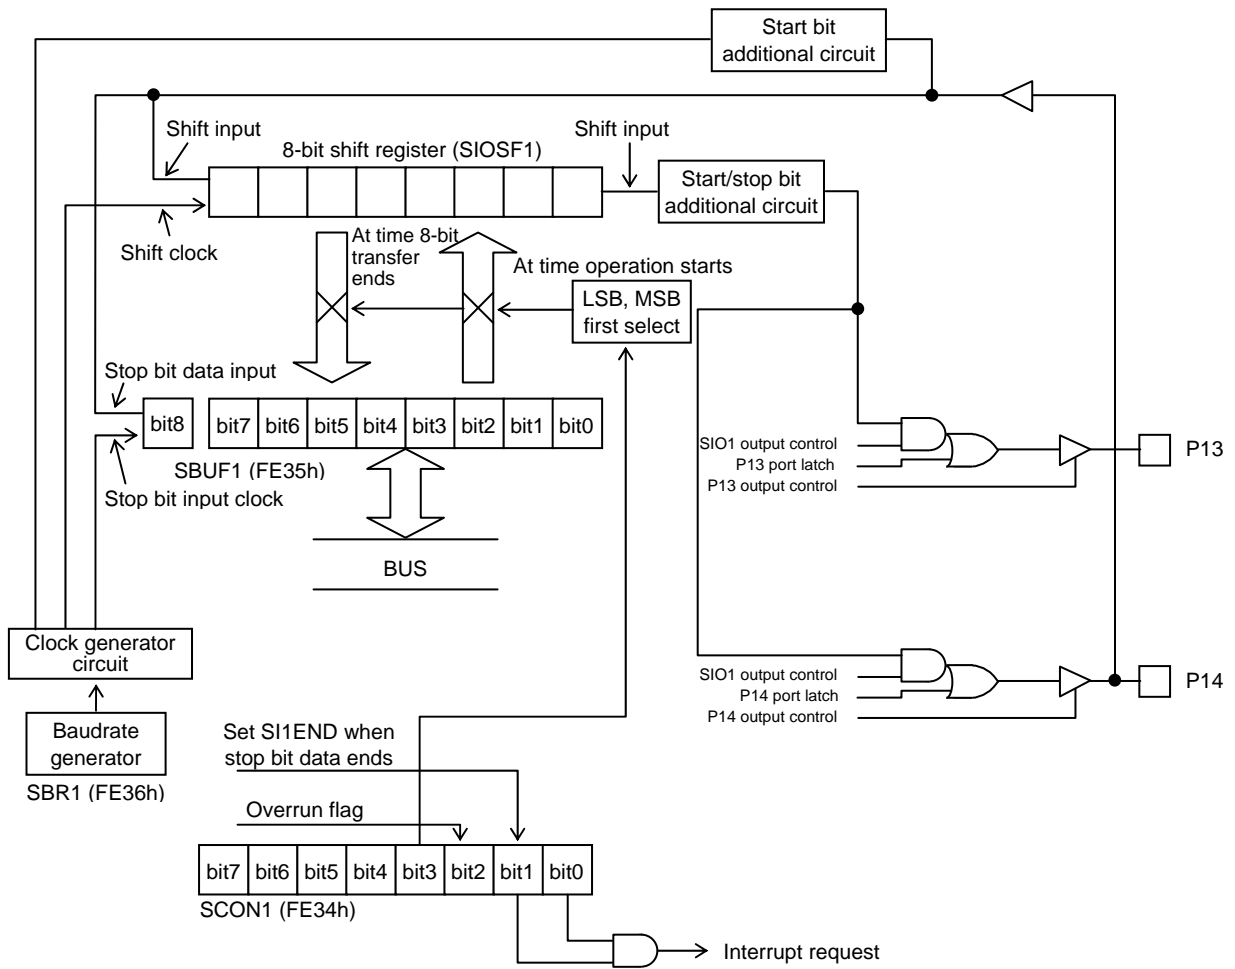 Start bit
additional circuit
Shift input
Shift input
8-bit shift register (SIOSF1)
Start/stop bit
additional circuit
Shift clock
At time 8-bit
transfer
ends
At time operation starts
LSB, MSB
first select
Stop bit data input
bit8
bit7 bit6 bit5 bit4 bit3 bit2 bit1 bit0
SBUF1 (FE35h)
Stop bit input clock
SIO1 output control
P13 port latch
P13 output control
P13
BUS
Clock generator
circuit
SIO1 output control
P14 port latch
P14 output control
P14
Baudrate
generator
SBR1 (FE36h)
Set SI1END when
stop bit data ends
Overrun flag
bit7 bit6 bit5 bit4 bit3 bit2 bit1 bit0
SCON1 (FE34h)
Interrupt request